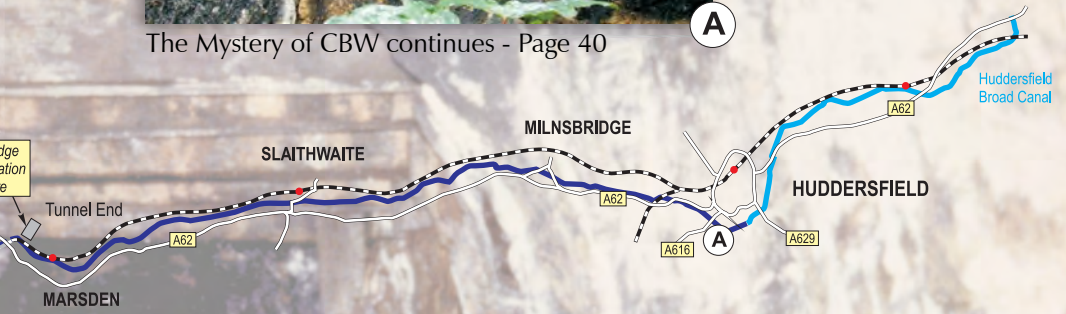 A
The Mystery of CBW continues - Page 40
Huddersfield
Broad Canal
A62
MILNSBRIDGE
SLAITHWAITE
HUDDERSFIELD
A62
Tunnel End
A62
A616
A
A629
MARSDEN